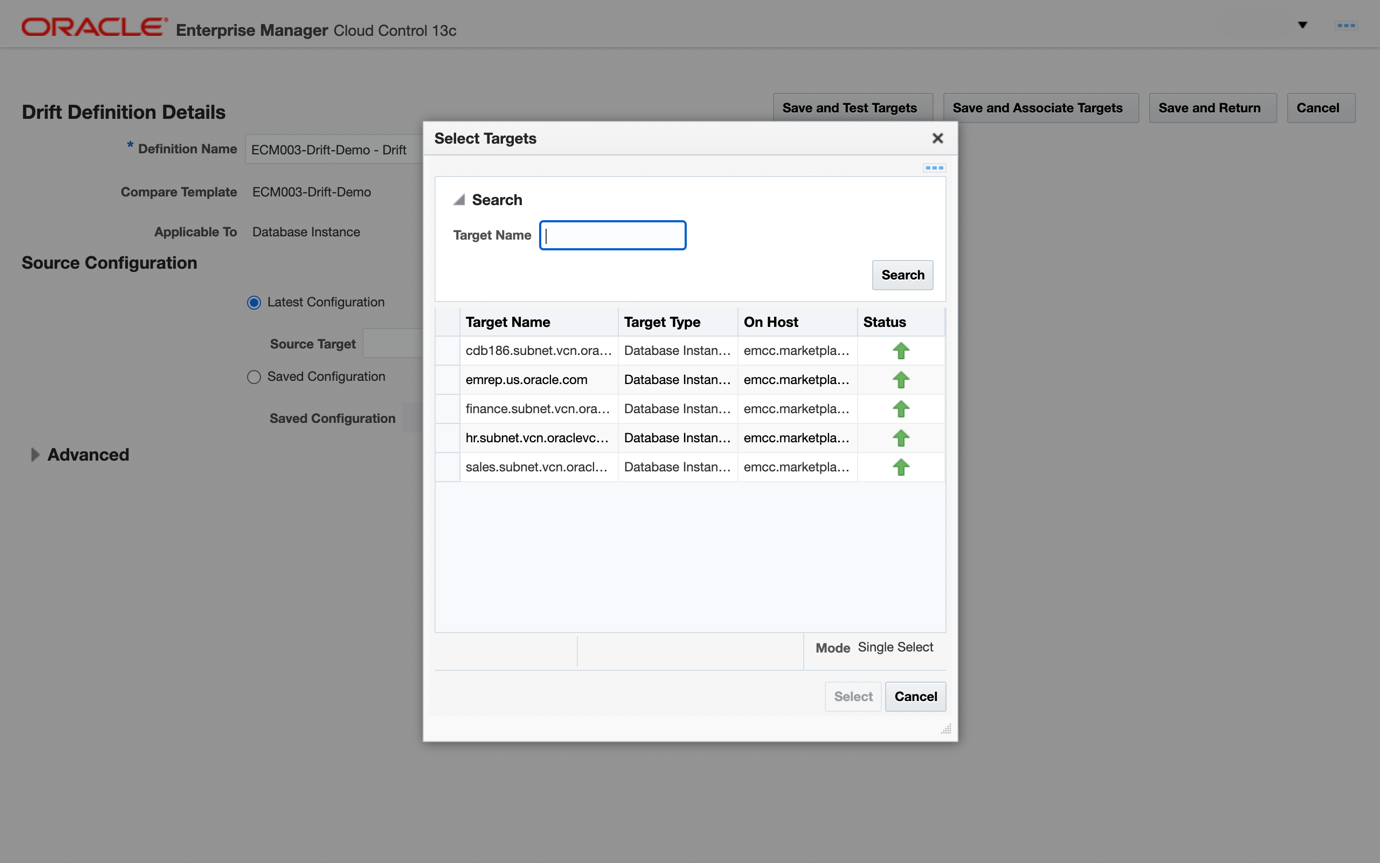 ORACLE® Enterprise Manager Cloud Control 13c
Drift Definition Details
Save and Test Targets
Save and Associate Targets
Save and Return
Cancel
* Definition Name ECM003-Drift-Demo - Drift
Compare Template ECM003-Drift-Demo
Applicable To Database Instance
Source Configuration
Latest Configuration
Source Target
Saved Configuration
Saved Configuration
Advanced
Select Targets
Search
Target Name
Search
Target Name Target Type On Host Status
cdb186.subnet.vcn.ora... Database Instan... emcc.marketpla...
emrep.us.oracle.com Database Instan... emcc.marketpla...
finance.subnet.vcn.ora... Database Instan... emcc.marketpla...
hr.subnet.vcn.oraclevc... Database Instan... emcc.marketpla...
sales.subnet.vcn.oracl... Database Instan... emcc.marketpla...
Mode Single Select
Select Cancel